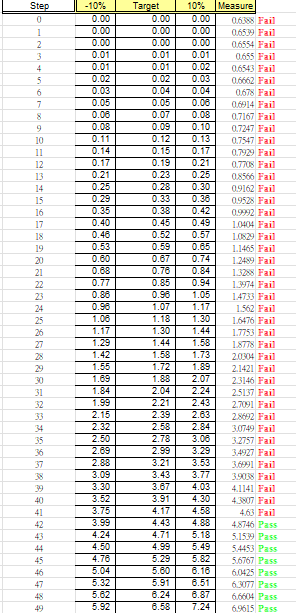 Step -10% Target 10%
0 0.00 0.00 0.00 0.6388 Fail
1 0.00 0.00 0.00 0.6539 Fail
2 0.00 0.00 0.00 0.6554 Fail
3 0.01 0.01 0.01 0.655 Fail
4 0.01 0.01 0.02 0.6543 Fail
5 0.02 0.02 0.03 0.6662 Fail
6 0.03 0.04 0.04 0.678 Fail
7 0.05 0.05 0.06 0.6914 Fail
8 0.06 0.07 0.08 0.7167 Fail
9 0.08 0.09 0.10 0.7247 Fail
10 0.11 0.12 0.13 0.7547 Fail
11 0.14 0.15 0.17 0.7929 Fail
12 0.17 0.19 0.21 0.7708 Fail
13 0.21 0.23 0.25 0.8566 Fail
14 0.25 0.28 0.30 0.9162 Fail
15 0.29 0.33 0.36 0.9528 Fail
16 0.35 0.38 0.42 0.9992 Fail
17 0.40 0.45 0.49 1.0404 Fail
18 0.46 0.52 0.57 1.0829 Fail
19 0.53 0.59 0.65 1.1465 Fail
20 0.60 0.67 0.74 1.2489 Fail
21 0.68 0.76 0.84 1.3288 Fail
22 0.77 0.85 0.94 1.3974 Fail
23 0.86 0.96 1.05 1.4733 Fail
24 0.96 1.07 1.17 1.562 Fail
25 1.06 1.18 1.30 1.6476 Fail
26 1.17 1.30 1.44 1.7753 Fail
27 1.29 1.44 1.58 1.8778 Fail
28 1.42 1.58 1.73 2.0304 Fail
29 1.55 1.72 1.89 2.1421 Fail
30 1.69 1.88 2.07 2.3146 Fail
31 1.84 2.04 2.24 2.5137 Fail
32 1.99 2.21 2.43 2.7091 Fail
33 2.15 2.39 2.63 2.8692 Fail
34 2.32 2.58 2.84 3.0749 Fail
35 2.50 2.78 3.06 3.2757 Fail
36 2.69 2.99 3.29 3.4927 Fail
37 2.88 3.21 3.53 3.6991 Fail
38 3.09 3.43 3.77 3.9038 Fail
39 3.30 3.67 4.03 4.1141 Fail
40 3.52 3.91 4.30 4.3807 Fail
41 3.75 4.17 4.58 4.63 Fail
42 3.99 4.43 4.88 4.8746 Pass
43 4.24 4.71 5.18 5.1539 Pass
44 4.50 4.99 5.49 5.4453 Pass
45 4.76 5.29 5.82 5.6767 Pass
46 5.04 5.60 6.16 6.0425 Pass
47 5.32 5.91 6.51 6.3077 Pass
48 5.62 6.24 6.87 6.6604 Pass
49 5.92 6.58 7.24 6.9615 Pass